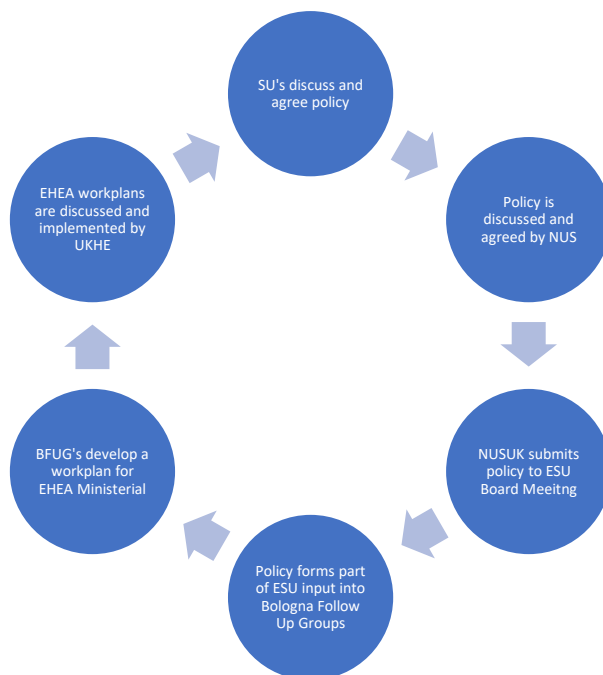 SU's discuss and
agree policy
Policy is
discussed and
agreed by NUS
NUSUK submits
policy to ESU
Board Meeitng
Policy forms part
of ESU input into
Bologna Follow
Up Groups
BFUG's develop a
workplan for
EHEA Ministerial
EHEA workplans
are discussed and
implemented by
UKHE